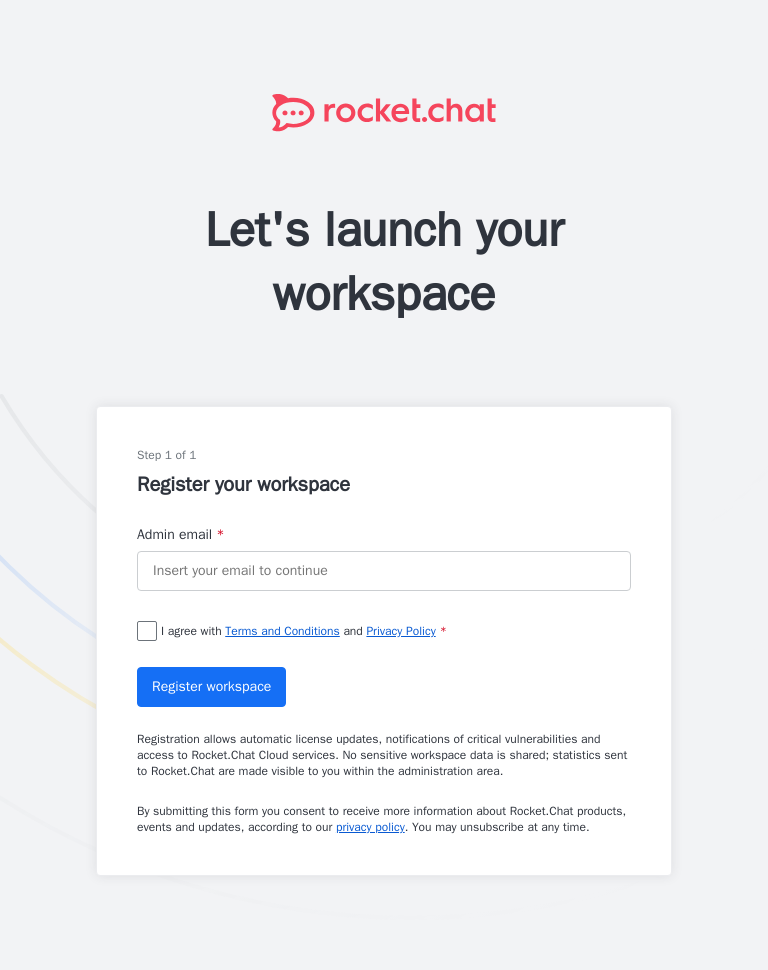 rocket.chat
Let's launch your
workspace
Step 1 of 1
Register your workspace
Admin email *
Insert your email to continue
I agree with Terms and Conditions and Privacy Policy *
Register workspace
Registration allows automatic license updates, notifications of critical vulnerabilities and
access to Rocket.Chat Cloud services. No sensitive workspace data is shared; statistics sent
to Rocket.Chat are made visible to you within the administration area.
By submitting this form you consent to receive more information about Rocket.Chat products,
events and updates, according to our privacy policy. You may unsubscribe at any time.